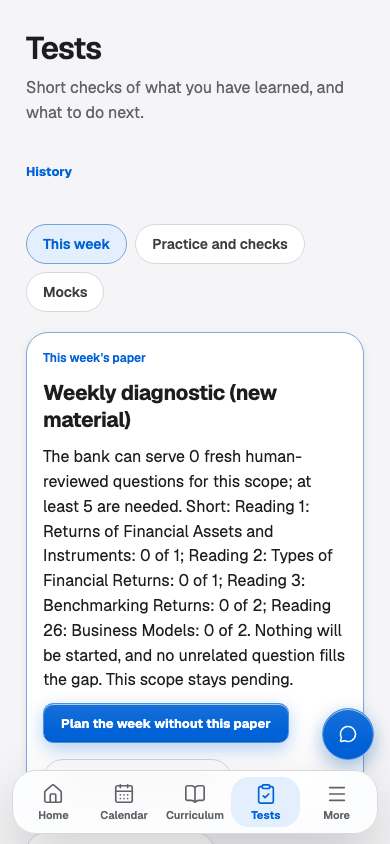 Tests
Short checks of what you have learned, and
what to do next.
History
This week
Practice and checks
Mocks
This week's paper
Weekly diagnostic (new
material)
The bank can serve 0 fresh human-
reviewed questions for this scope; at
least 5 are needed. Short: Reading 1:
Returns of Financial Assets and
Instruments: 0 of 1; Reading 2: Types of
Financial Returns: 0 of 1; Reading 3:
Benchmarking Returns: 0 of 2; Reading
26: Business Models: 0 of 2. Nothing will
be started, and no unrelated question fills
the gap. This scope stays pending.
Plan the week without this paper
Home
Calendar
Curriculum
Tests
More